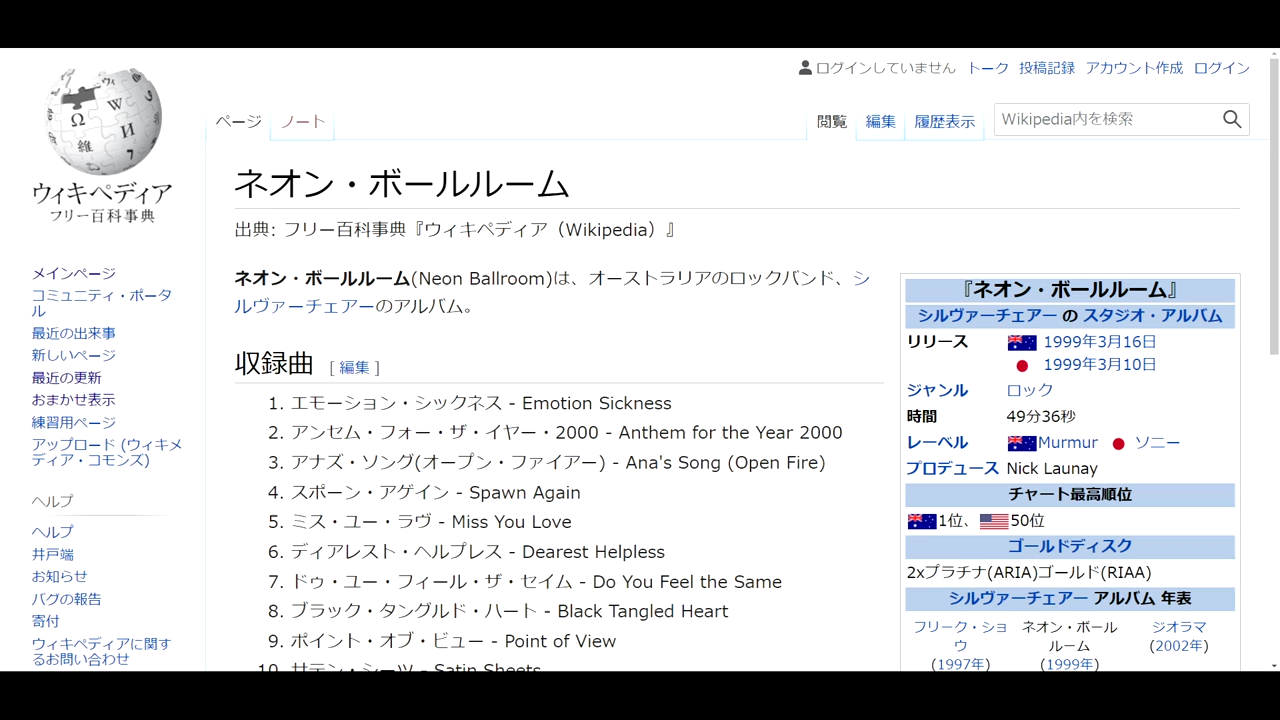 ログインしていません トーク 投稿記録 アカウント作成 ログイン
ページ ノート 閲覧 編集 履歴表示 Wikipedia内を検索
ウィキペディア
フリー百科事典
メインページ
コミュニティ・ポータ
ル
最近の出来事
新しいページ
最近の更新
おまかせ表示
練習用ページ
アップロード (ウィキメ
ディア・コモンズ)
ヘルプ
ヘルプ
井戸端
お知らせ
バグの報告
寄付
ウィキペディアに関す
るお問い合わせ
ネオン・ボールルーム
出典: フリー百科事典『ウィキペディア（Wikipedia）』
ネオン・ボールルーム(Neon Ballroom)は、オーストラリアのロックバンド、シ
ルヴァーチェアーのアルバム。
収録曲 [ 編集 ]
1. エモーション・シックネス - Emotion Sickness
2. アンセム・フォー・ザ・イヤー・2000 - Anthem for the Year 2000
3. アナズ・ソング(オープン・ファイアー) - Ana's Song (Open Fire)
4. スポーン・アゲイン - Spawn Again
5. ミス・ユー・ラヴ - Miss You Love
6. ディアレスト・ヘルプレス - Dearest Helpless
7. ドゥ・ユー・フィール・ザ・セイム - Do You Feel the Same
8. ブラック・タングルド・ハート - Black Tangled Heart
9. ポイント・オブ・ビュー - Point of View
10. サテン・シーツ - Satin Sheets
『ネオン・ボールルーム』
シルヴァーチェアー の スタジオ・アルバム
リリース 1999年3月16日
1999年3月10日
ジャンル ロック
時間 49分36秒
レーベル Murmur ソニー
プロデュース Nick Launay
チャート最高順位
1位、50位
ゴールドディスク
2xプラチナ(ARIA)ゴールド(RIAA)
シルヴァーチェアー アルバム 年表
フリーク・ショ ネオン・ボール ジオラマ
ウ ルーム (2002年)
(1997年) (1999年)